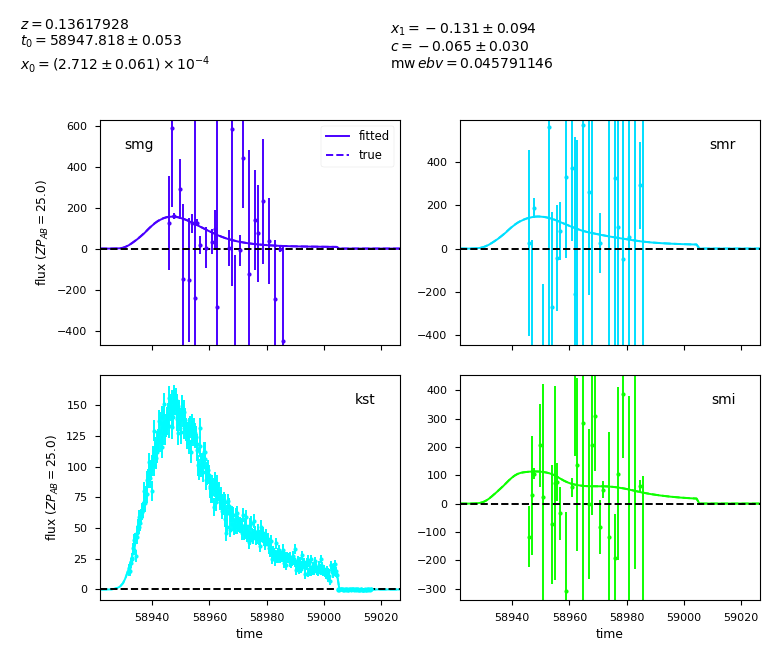 z = 0.13617928
t₀ = 58947.818 ± 0.053
x₀ = (2.712 ± 0.061) × 10⁻⁴
x₁ = −0.131 ± 0.094
c = −0.065 ± 0.030
mw ebv = 0.045791146
smg
fitted
true
600
400
200
0
−200
−400
flux (ZP_AB = 25.0)
smr
400
200
0
−200
−400
kst
150
125
100
75
50
25
0
flux (ZP_AB = 25.0)
58940 58960 58980 59000 59020
time
smi
400
300
200
100
0
−100
−200
−300
58940 58960 58980 59000 59020
time